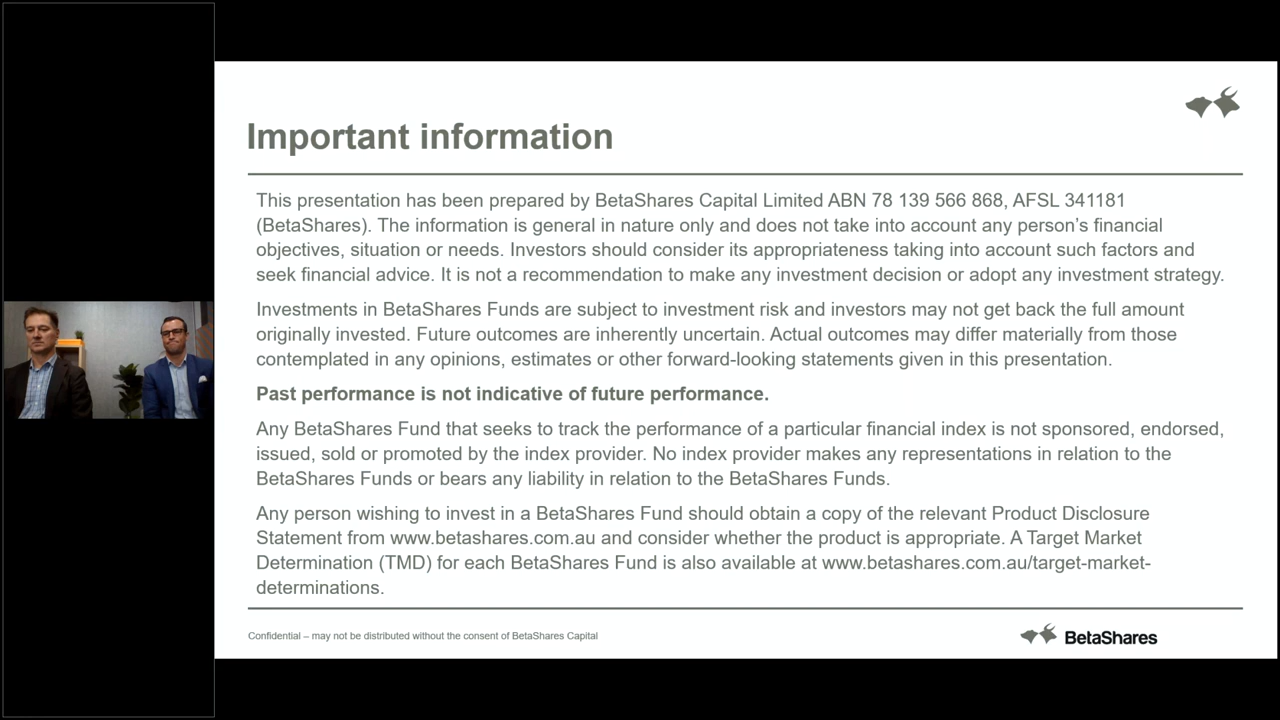 Important information
This presentation has been prepared by BetaShares Capital Limited ABN 78 139 566 868, AFSL 341181
(BetaShares). The information is general in nature only and does not take into account any person’s financial
objectives, situation or needs. Investors should consider its appropriateness taking into account such factors and
seek financial advice. It is not a recommendation to make any investment decision or adopt any investment strategy.
Investments in BetaShares Funds are subject to investment risk and investors may not get back the full amount
originally invested. Future outcomes are inherently uncertain. Actual outcomes may differ materially from those
contemplated in any opinions, estimates or other forward-looking statements given in this presentation.
Past performance is not indicative of future performance.
Any BetaShares Fund that seeks to track the performance of a particular financial index is not sponsored, endorsed,
issued, sold or promoted by the index provider. No index provider makes any representations in relation to the
BetaShares Funds or bears any liability in relation to the BetaShares Funds.
Any person wishing to invest in a BetaShares Fund should obtain a copy of the relevant Product Disclosure
Statement from www.betashares.com.au and consider whether the product is appropriate. A Target Market
Determination (TMD) for each BetaShares Fund is also available at www.betashares.com.au/target-market-
determinations.
Confidential – may not be distributed without the consent of BetaShares Capital
BetaShares